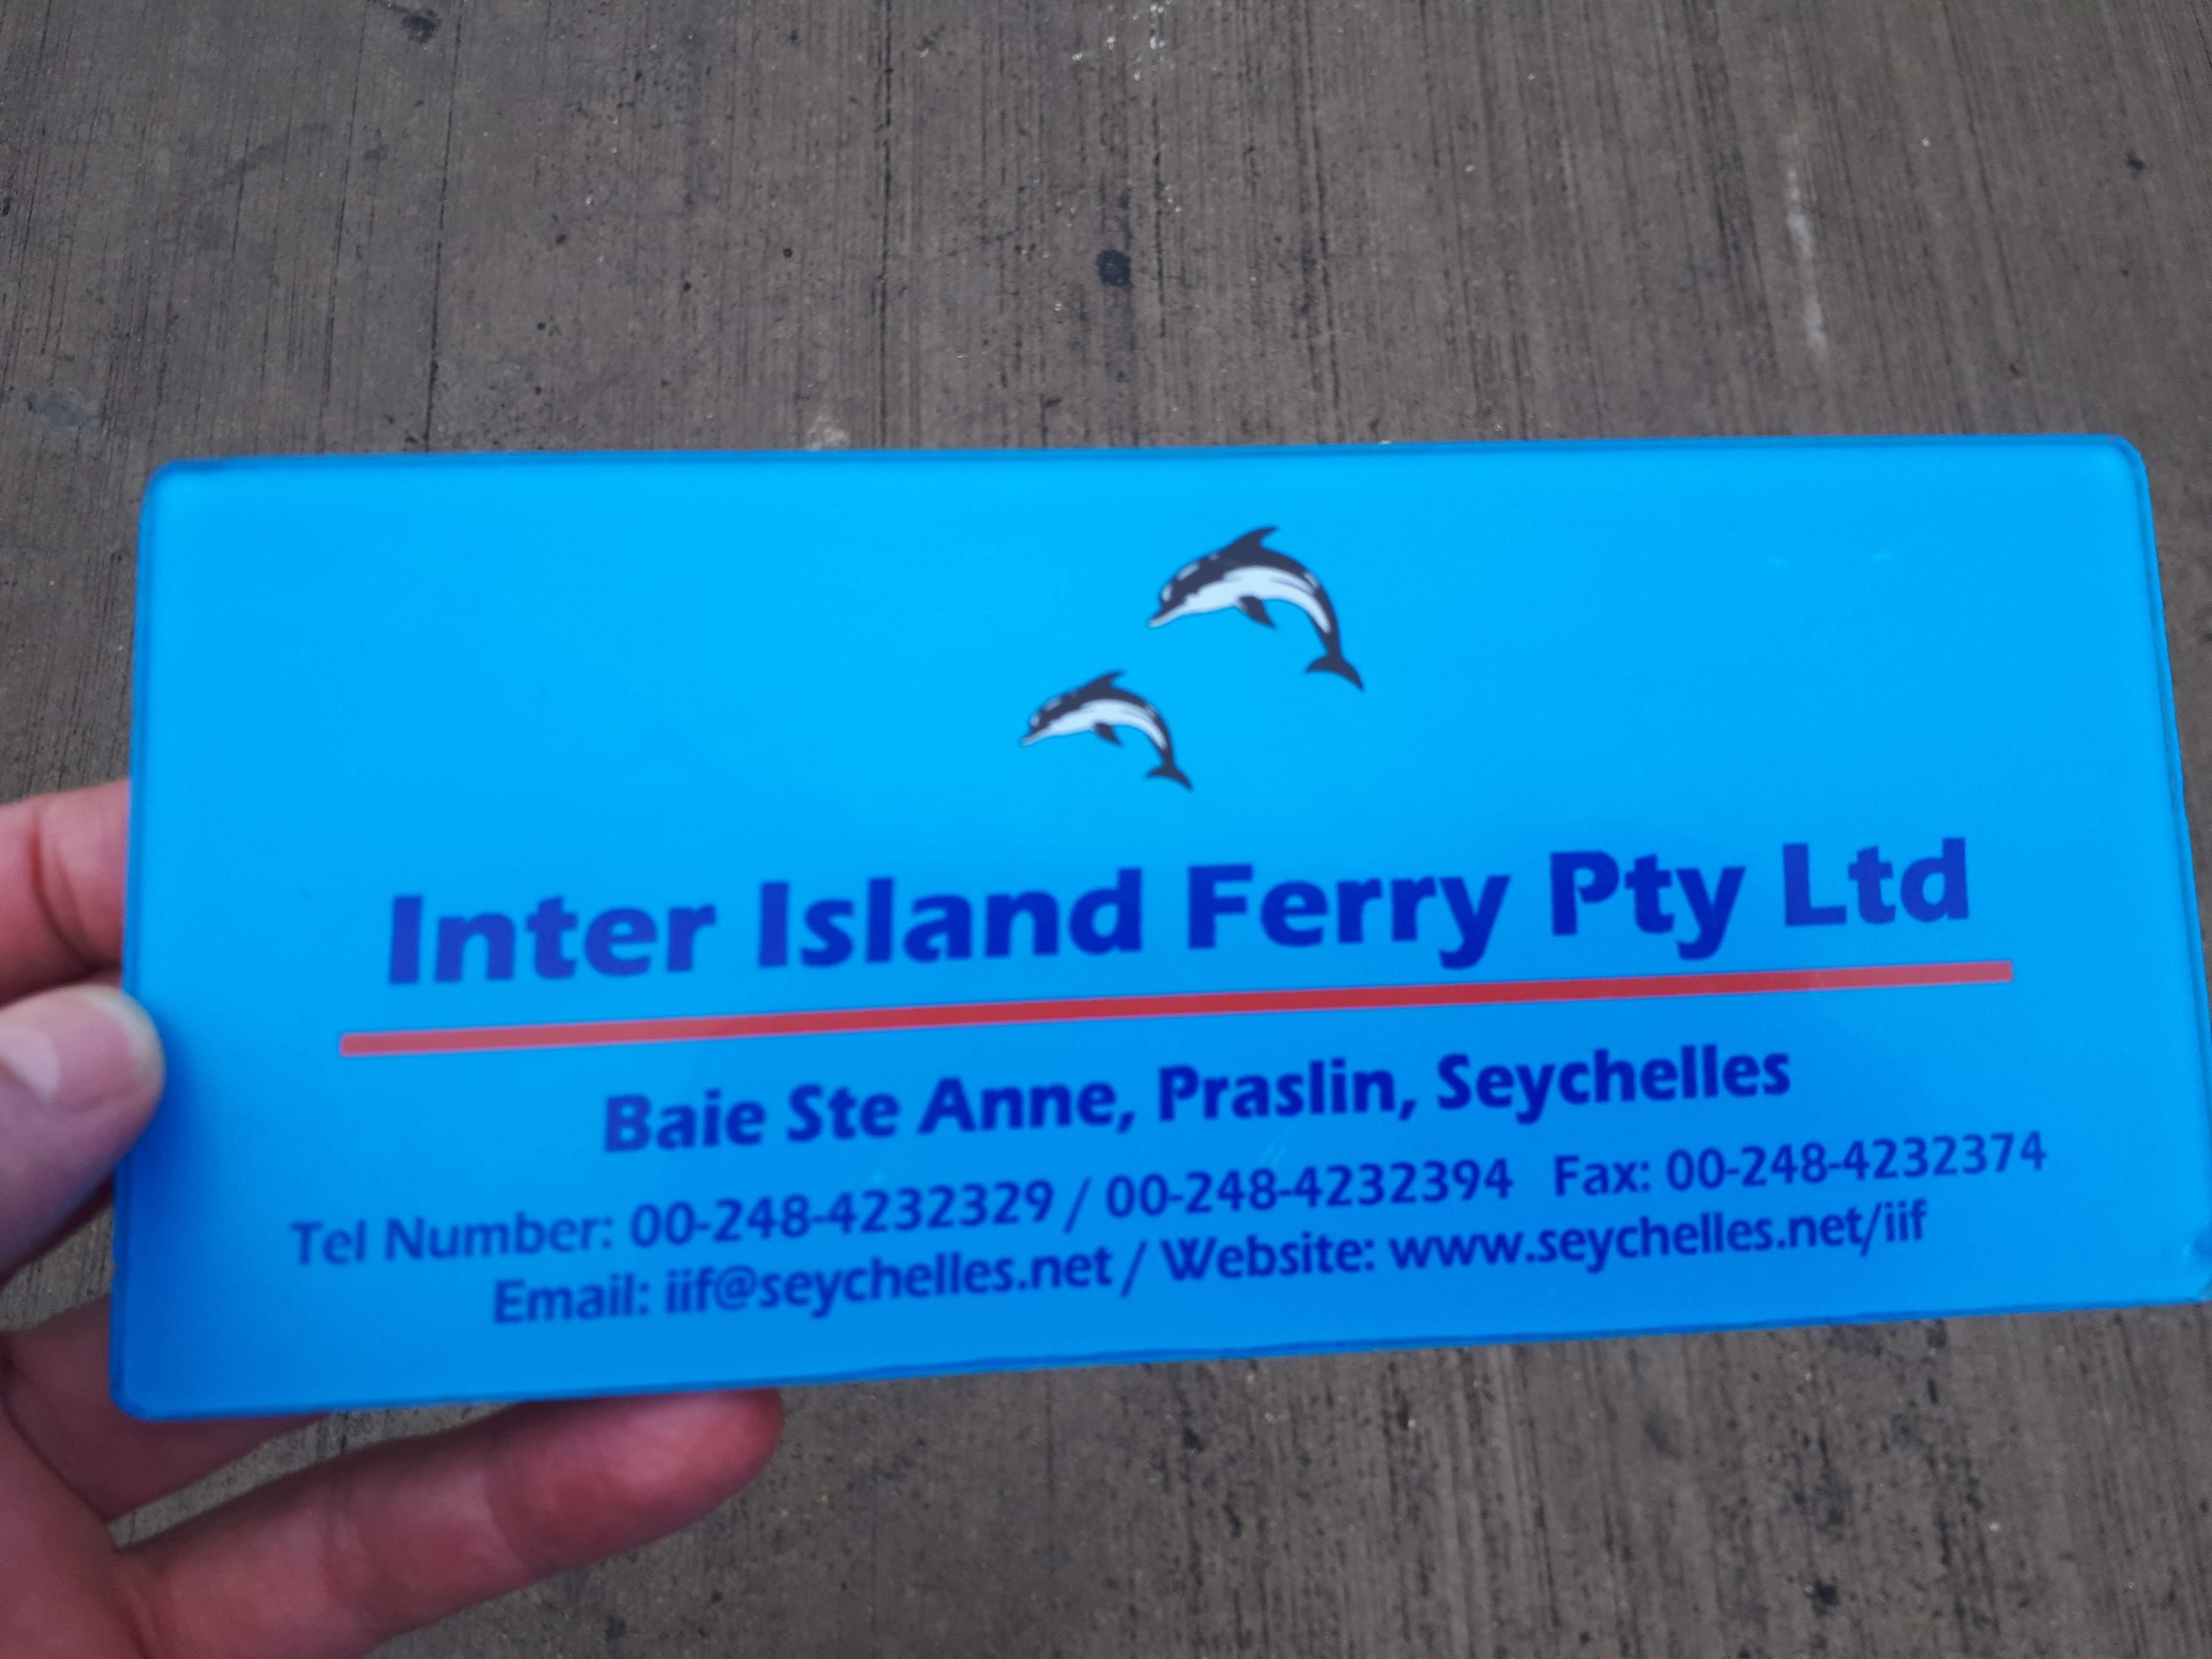 Inter Island Ferry Pty Ltd
Baie Ste Anne, Praslin, Seychelles
Tel Number: 00-248-4232329 / 00-248-4232394 Fax: 00-248-4232374
Email: iif@seychelles.net / Website: www.seychelles.net/iif